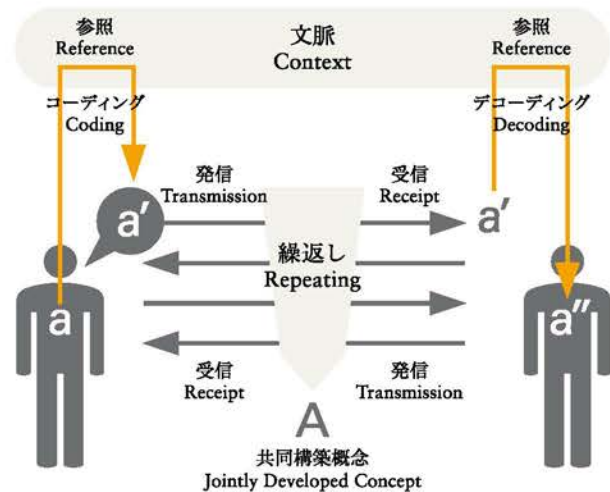 参照
Reference
文脈
Context
参照
Reference
コーディング
Coding
デコーディング
Decoding
発信
Transmission
受信
Receipt
a′
a′
繰返し
Repeating
a
a″
受信
Receipt
発信
Transmission
A
共同構築概念
Jointly Developed Concept